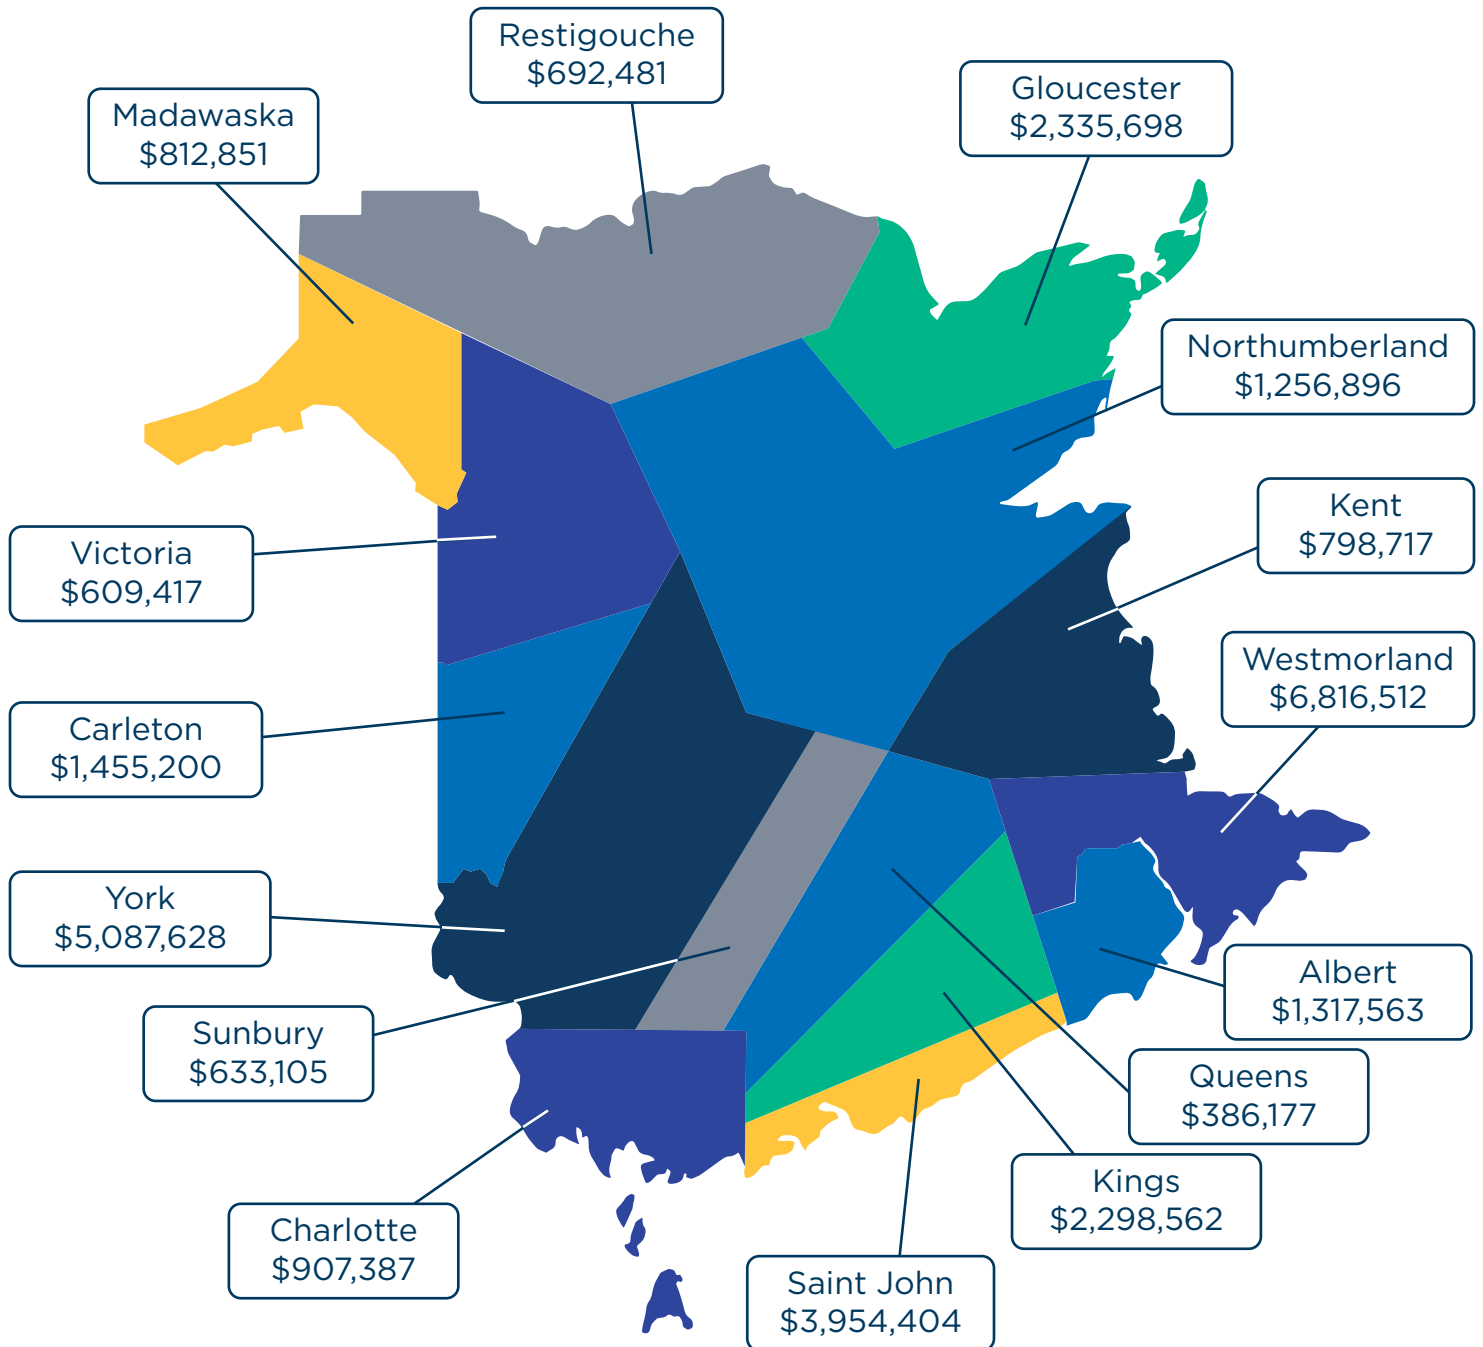 Restigouche
$692,481
Gloucester
$2,335,698
Madawaska
$812,851
Northumberland
$1,256,896
Kent
$798,717
Victoria
$609,417
Westmorland
$6,816,512
Carleton
$1,455,200
York
$5,087,628
Albert
$1,317,563
Sunbury
$633,105
Queens
$386,177
Kings
$2,298,562
Charlotte
$907,387
Saint John
$3,954,404